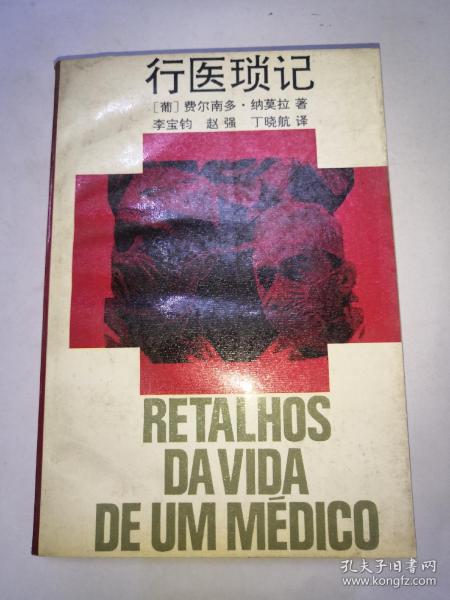 行医琐记
[葡]费尔南多·纳莫拉 著
李宝钧 赵强 丁晓航 译
RETALHOS
DA VIDA
DE UM MÉDICO
孔夫子旧书网
www.kongfz.com